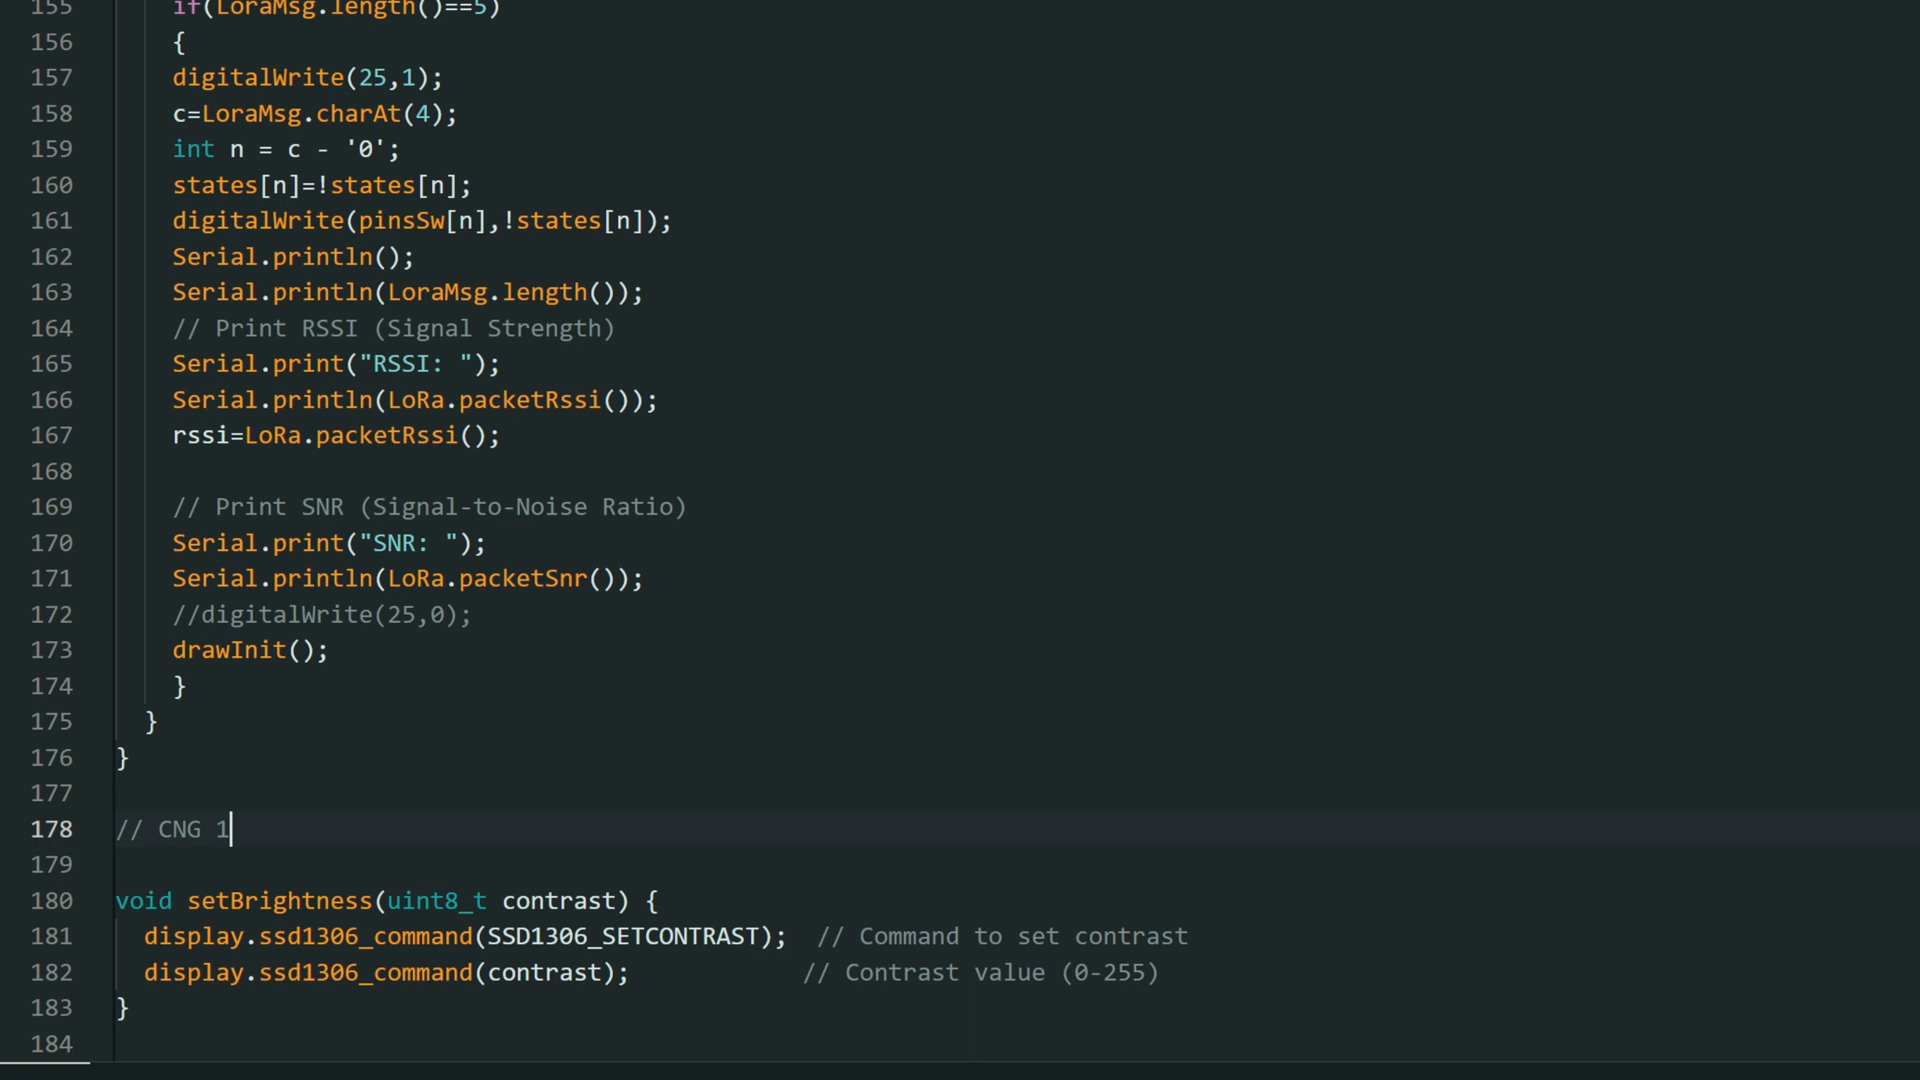 155 if(LoraMsg.length()==5)
156 {
157 digitalWrite(25,1);
158 c=LoraMsg.charAt(4);
159 int n = c - '0';
160 states[n]=!states[n];
161 digitalWrite(pinsSw[n],!states[n]);
162 Serial.println();
163 Serial.println(LoraMsg.length());
164 // Print RSSI (Signal Strength)
165 Serial.print("RSSI: ");
166 Serial.println(LoRa.packetRssi());
167 rssi=LoRa.packetRssi();
168
169 // Print SNR (Signal-to-Noise Ratio)
170 Serial.print("SNR: ");
171 Serial.println(LoRa.packetSnr());
172 //digitalWrite(25,0);
173 drawInit();
174 }
175 }
176 }
177
178 // CNG 1
179
180 void setBrightness(uint8_t contrast) {
181 display.ssd1306_command(SSD1306_SETCONTRAST); // Command to set contrast
182 display.ssd1306_command(contrast); // Contrast value (0-255)
183 }
184